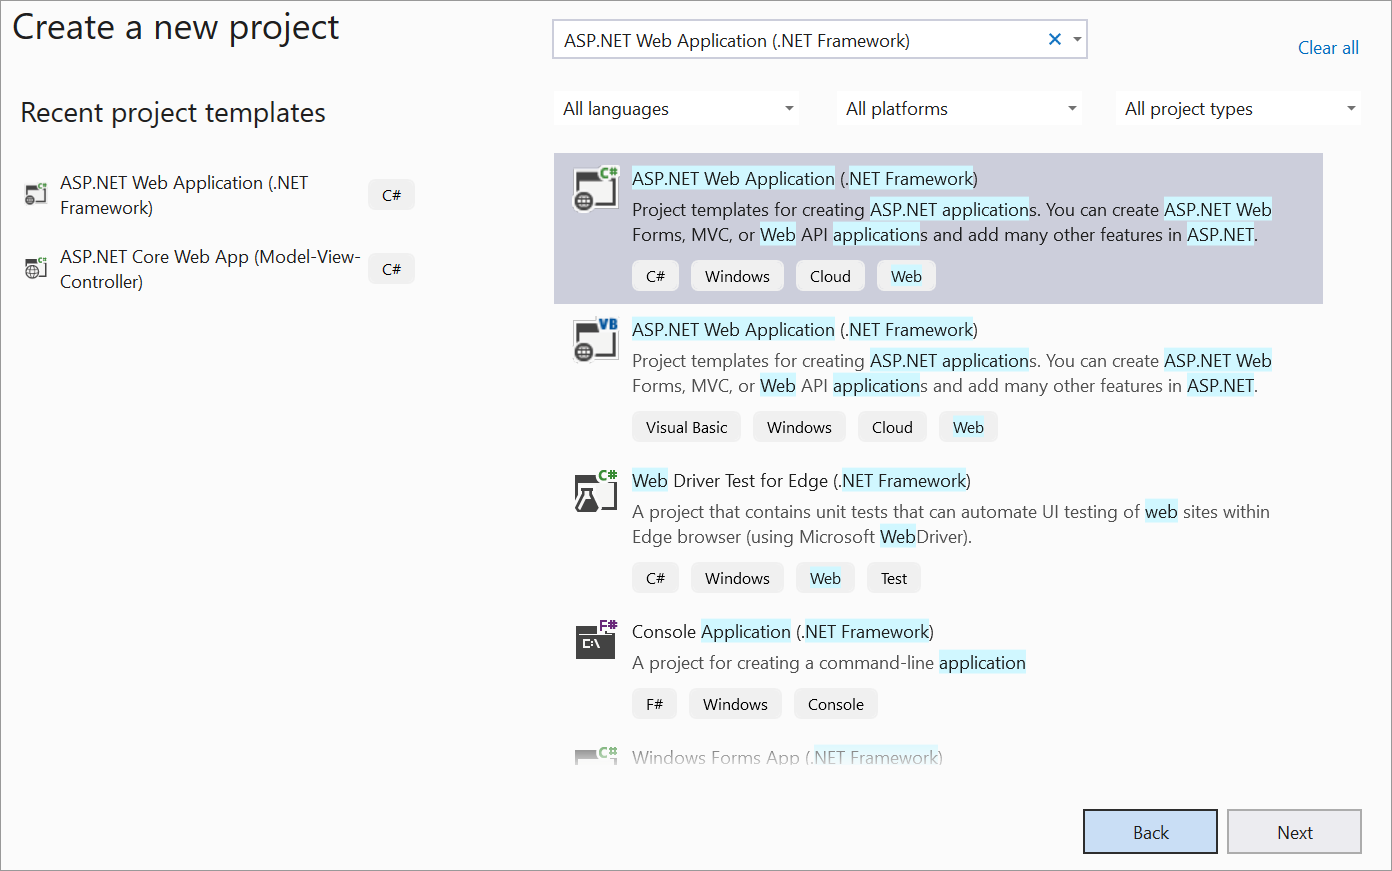 Create a new project
ASP.NET Web Application (.NET Framework)
Clear all
Recent project templates
All languages
All platforms
All project types
ASP.NET Web Application (.NET
Framework)
C#
ASP.NET Core Web App (Model-View-
Controller)
C#
C#
ASP.NET Web Application (.NET Framework)
Project templates for creating ASP.NET applications. You can create ASP.NET Web
Forms, MVC, or Web API applications and add many other features in ASP.NET.
C# Windows Cloud Web
VB
ASP.NET Web Application (.NET Framework)
Project templates for creating ASP.NET applications. You can create ASP.NET Web
Forms, MVC, or Web API applications and add many other features in ASP.NET.
Visual Basic Windows Cloud Web
C#
Web Driver Test for Edge (.NET Framework)
A project that contains unit tests that can automate UI testing of web sites within
Edge browser (using Microsoft WebDriver).
C# Windows Web Test
F#
C:\
Console Application (.NET Framework)
A project for creating a command-line application
F# Windows Console
C#
Windows Forms App (.NET Framework)
Back
Next